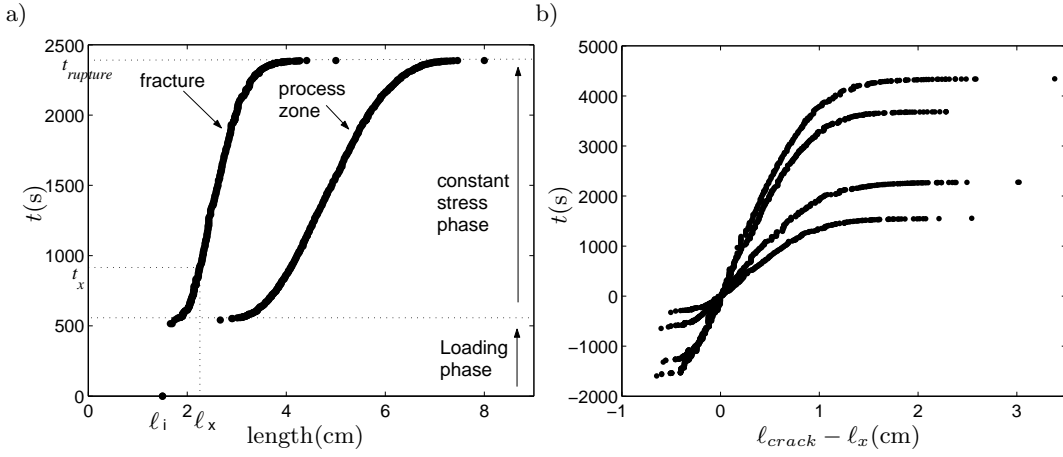 a)
2500
t_rupture
2000
1500
1000
t_x
500
0
t(s)
fracture
process
zone
constant
stress
phase
Loading
phase
0
2
4
6
8
ℓ_i
ℓ_x
length(cm)
b)
5000
4000
3000
2000
1000
0
−1000
−2000
t(s)
−1
0
1
2
3
ℓ_crack − ℓ_x(cm)